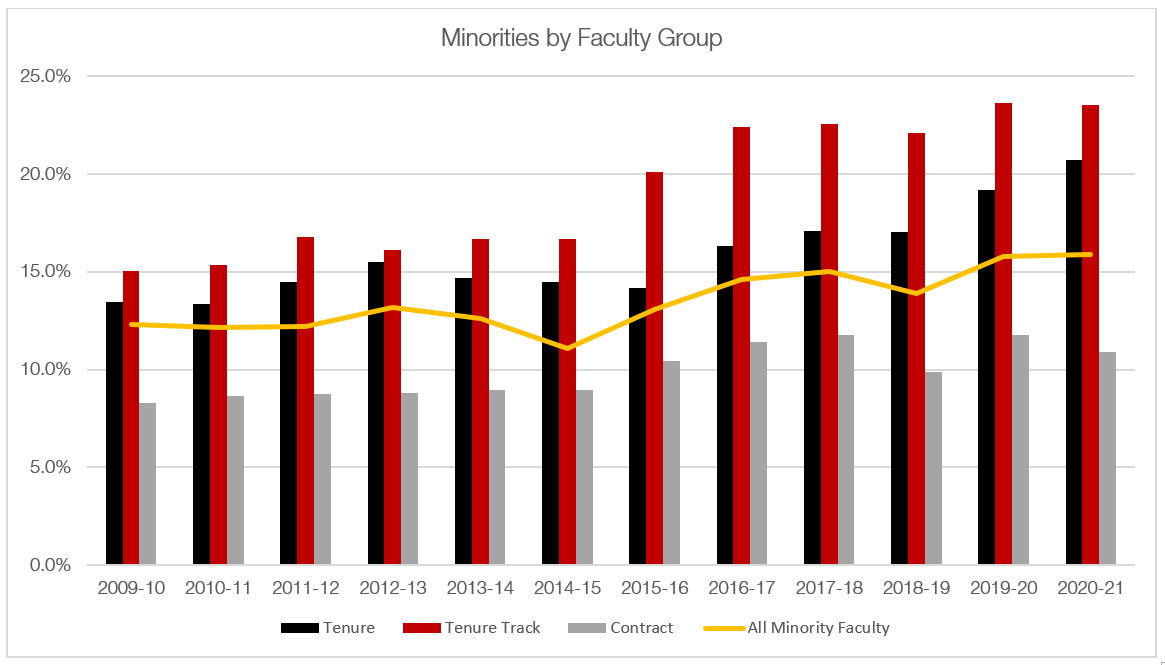 Minorities by Faculty Group
25.0%
20.0%
15.0%
10.0%
5.0%
0.0%
2009-10 2010-11 2011-12 2012-13 2013-14 2014-15 2015-16 2016-17 2017-18 2018-19 2019-20 2020-21
Tenure Tenure Track Contract All Minority Faculty